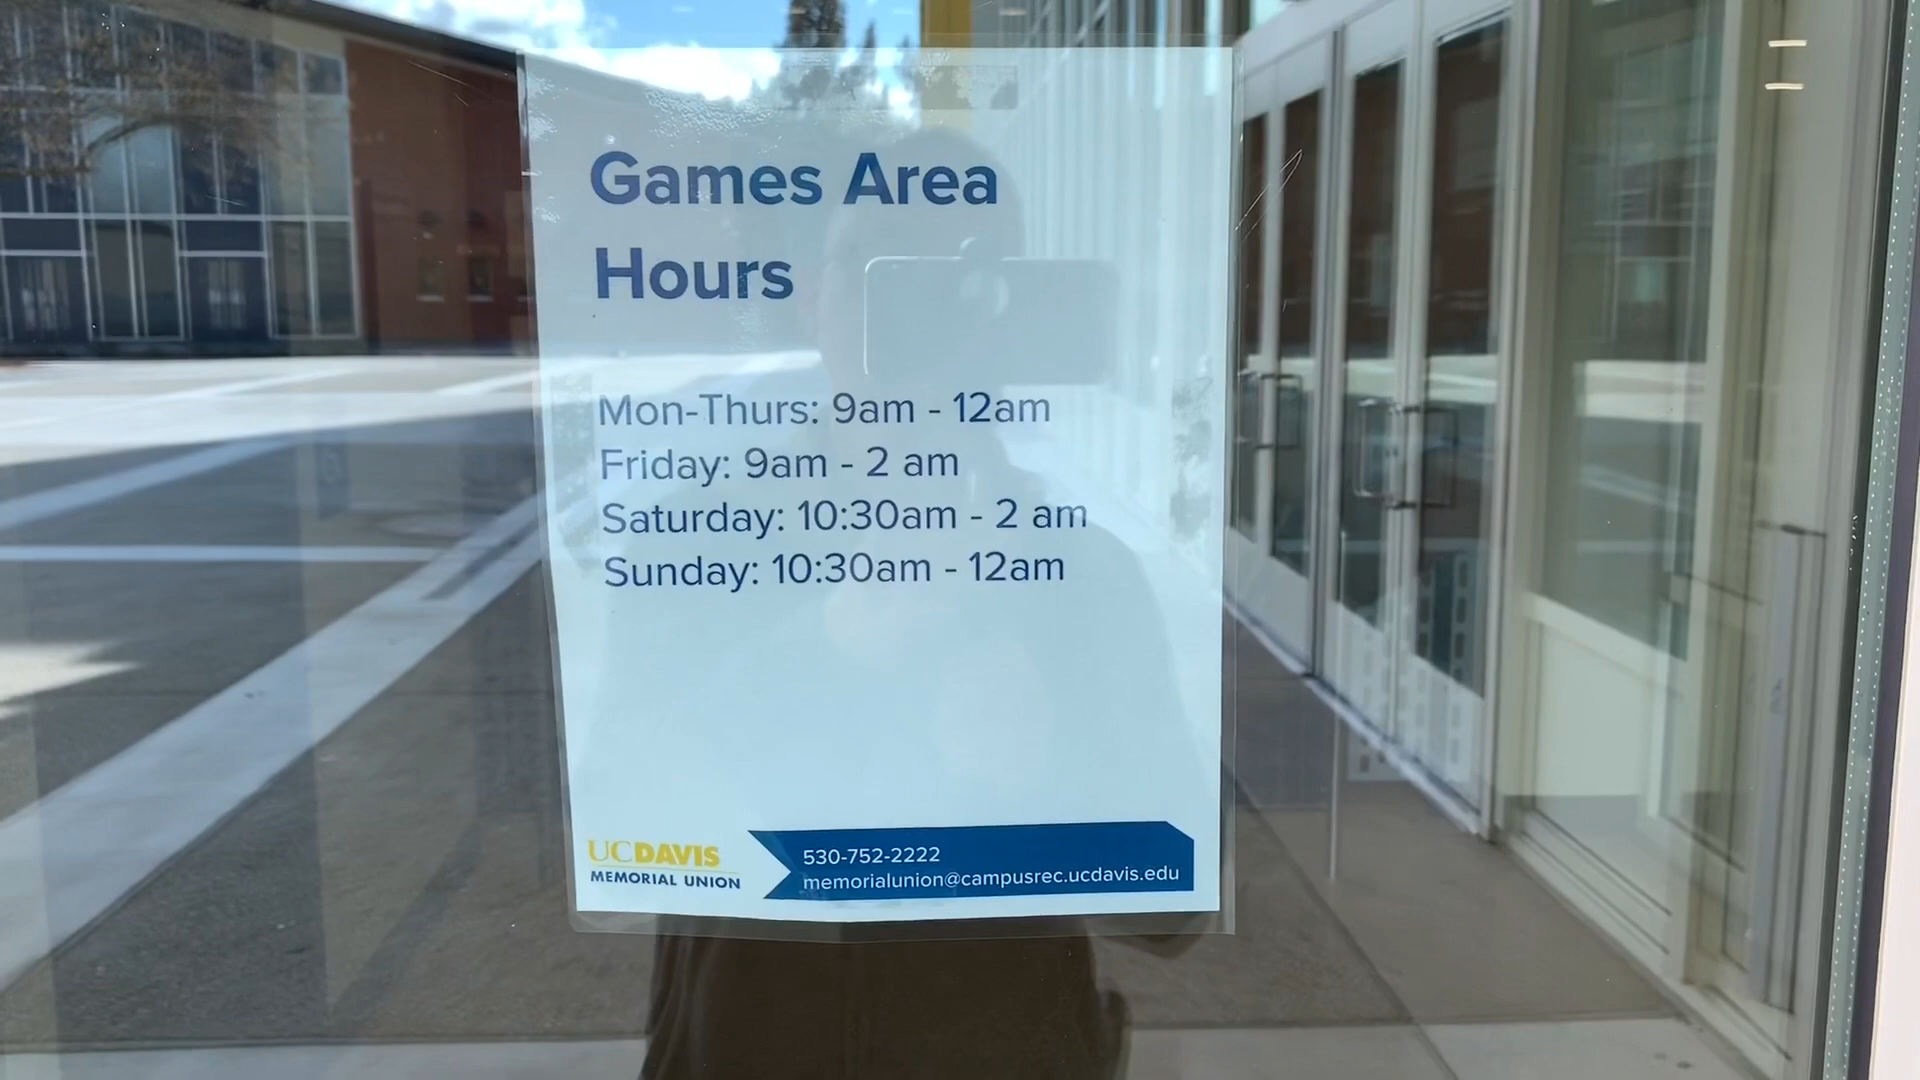 Games Area
Hours
Mon-Thurs: 9am - 12am
Friday: 9am - 2 am
Saturday: 10:30am - 2 am
Sunday: 10:30am - 12am
UCDAVIS
MEMORIAL UNION
530-752-2222
memorialunion@campusrec.ucdavis.edu